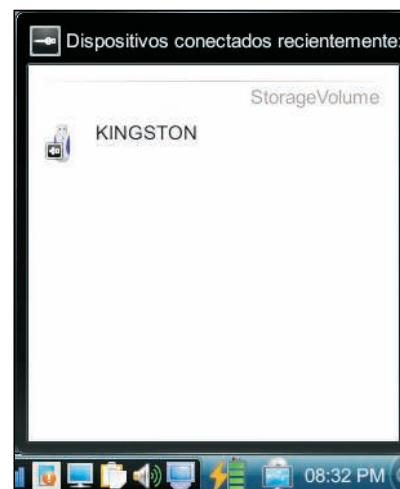 Dispositivos conectados recientemente:
StorageVolume
KINGSTON
08:32 PM